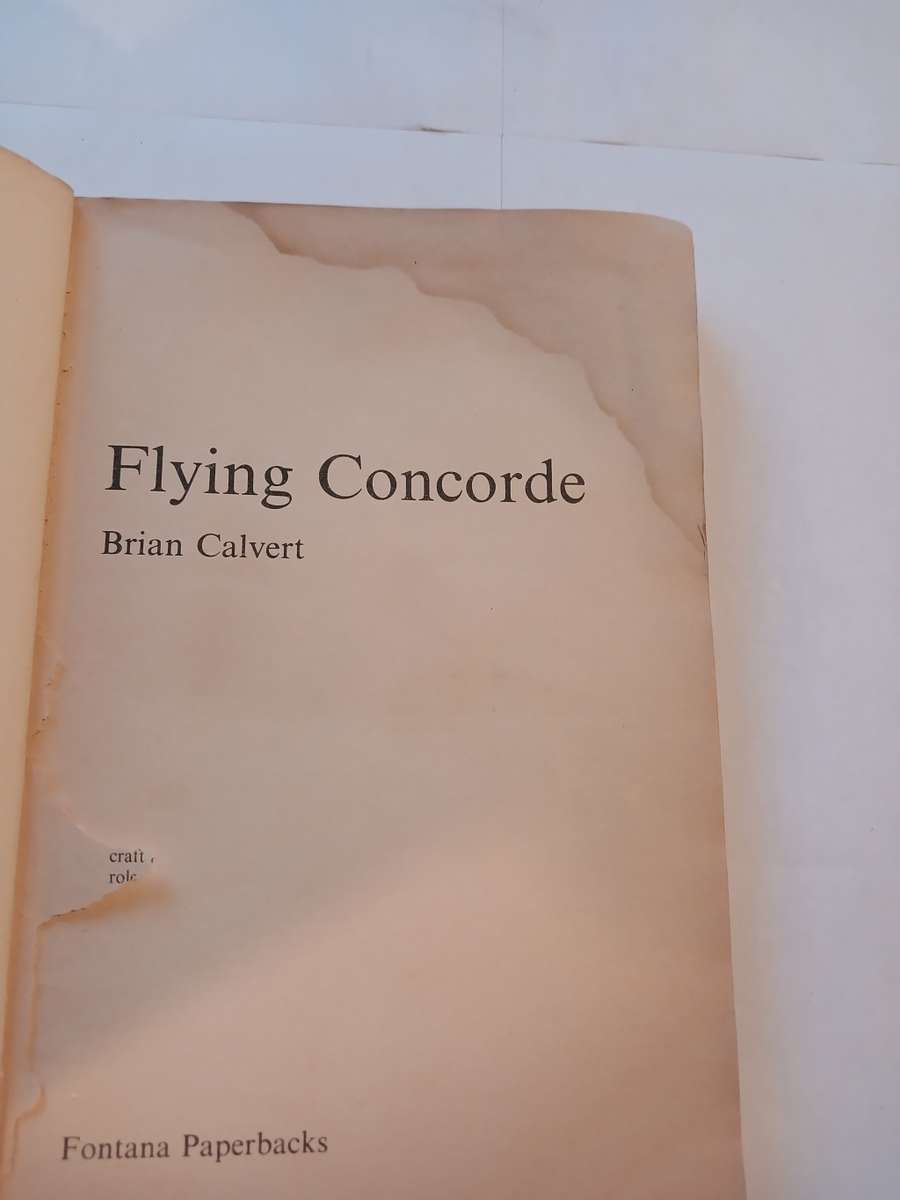 Flying Concorde
Brian Calvert
craft
Fontana Paperbacks